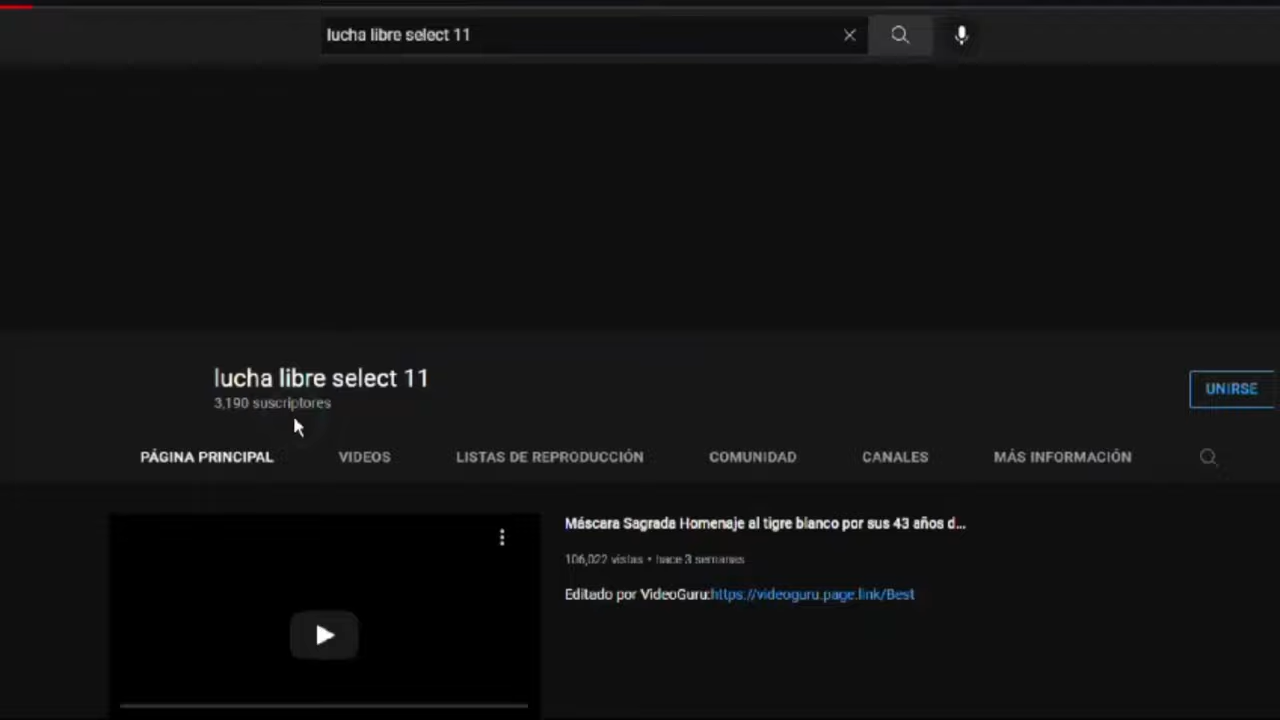 lucha libre select 11
lucha libre select 11
3,190 suscriptores
UNIRSE
PÁGINA PRINCIPAL VIDEOS LISTAS DE REPRODUCCIÓN COMUNIDAD CANALES MÁS INFORMACIÓN
Máscara Sagrada Homenaje al tigre blanco por sus 43 años d...
106,022 vistas • hace 3 semanas
Editado por VideoGuru:https://videoguru.page.link/Best